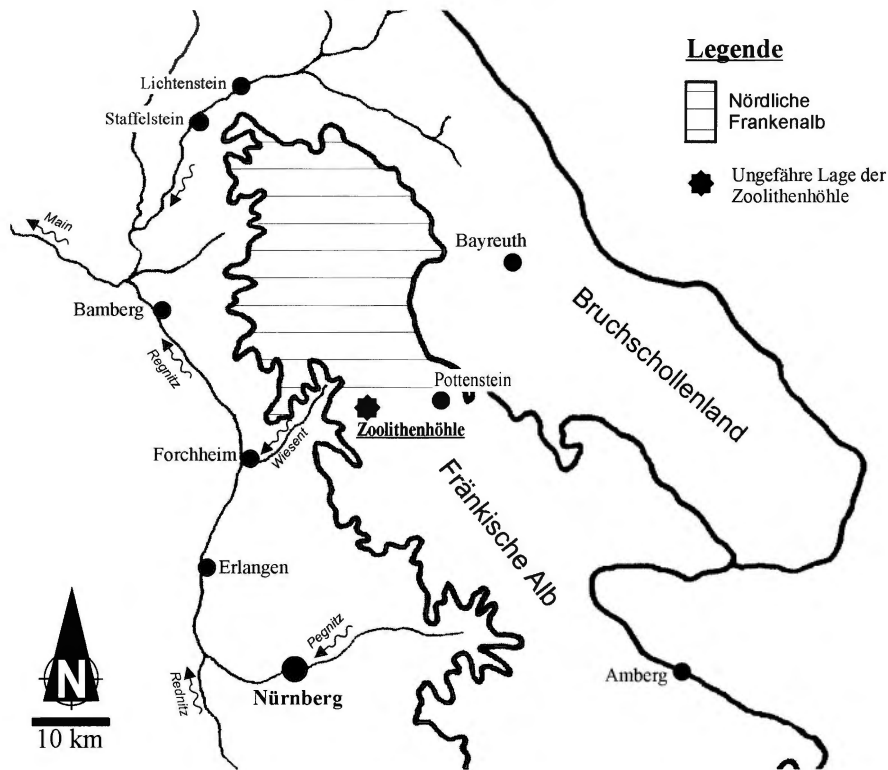 Legende
Nördliche
Frankenalb
Ungefähre Lage der
Zoolithenhöhle
Lichtenstein
Staffelstein
Main
Bayreuth
Bamberg
Regnitz
Bruchschollenland
Pottenstein
Zoolithenhöhle
Wiesent
Forchheim
Fränkische Alb
Erlangen
Pegnitz
Nürnberg
Rednitz
Amberg
N
10 km